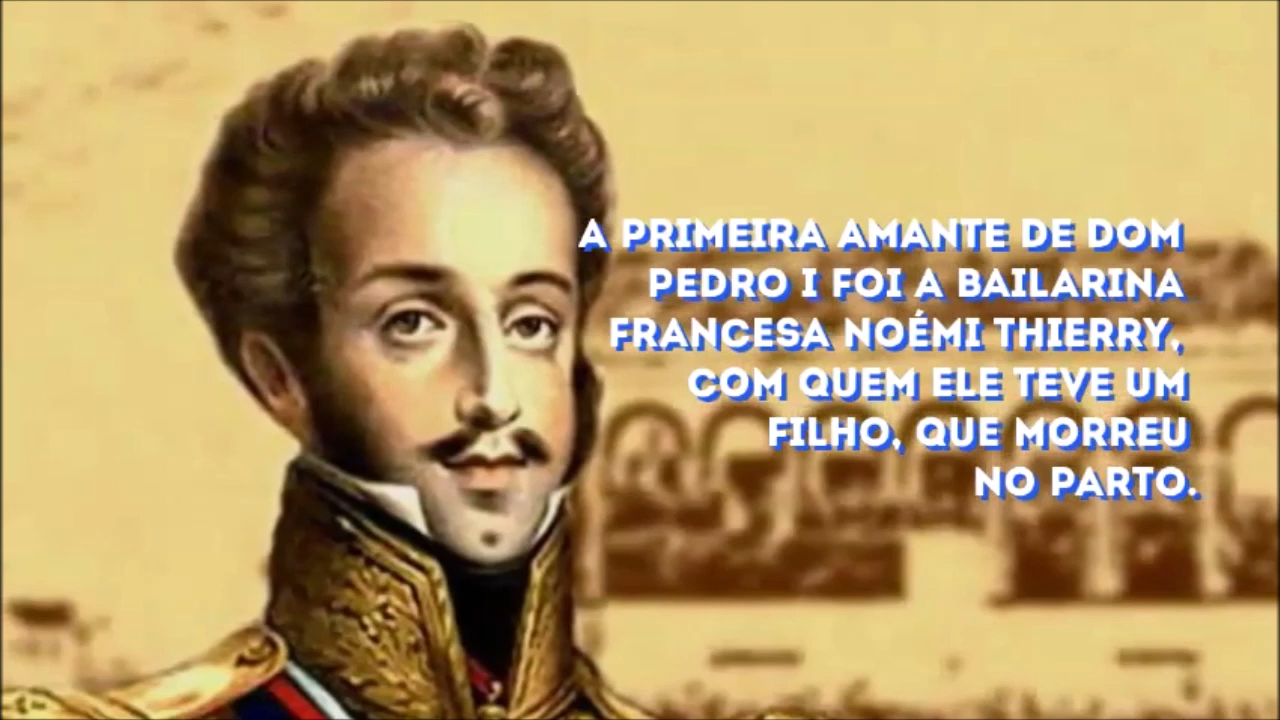 A PRIMEIRA AMANTE DE DOM
PEDRO I FOI A BAILARINA
FRANCESA NOÉMI THIERRY,
COM QUEM ELE TEVE UM
FILHO, QUE MORREU
NO PARTO.